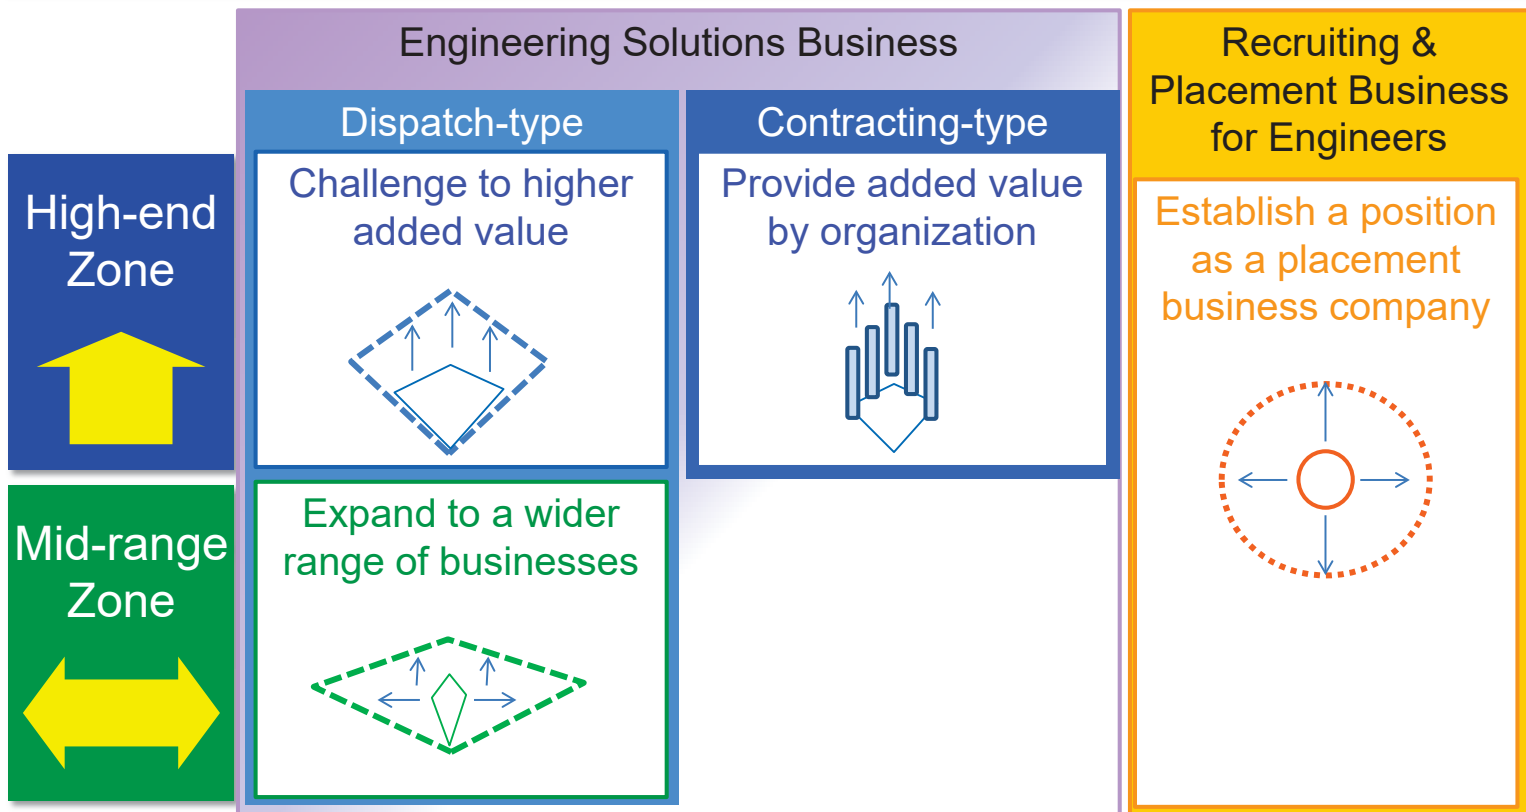 Engineering Solutions Business
Recruiting &
Placement Business
for Engineers
Dispatch-type
Contracting-type
High-end
Zone
Challenge to higher
added value
Provide added value
by organization
Establish a position
as a placement
business company
Mid-range
Zone
Expand to a wider
range of businesses